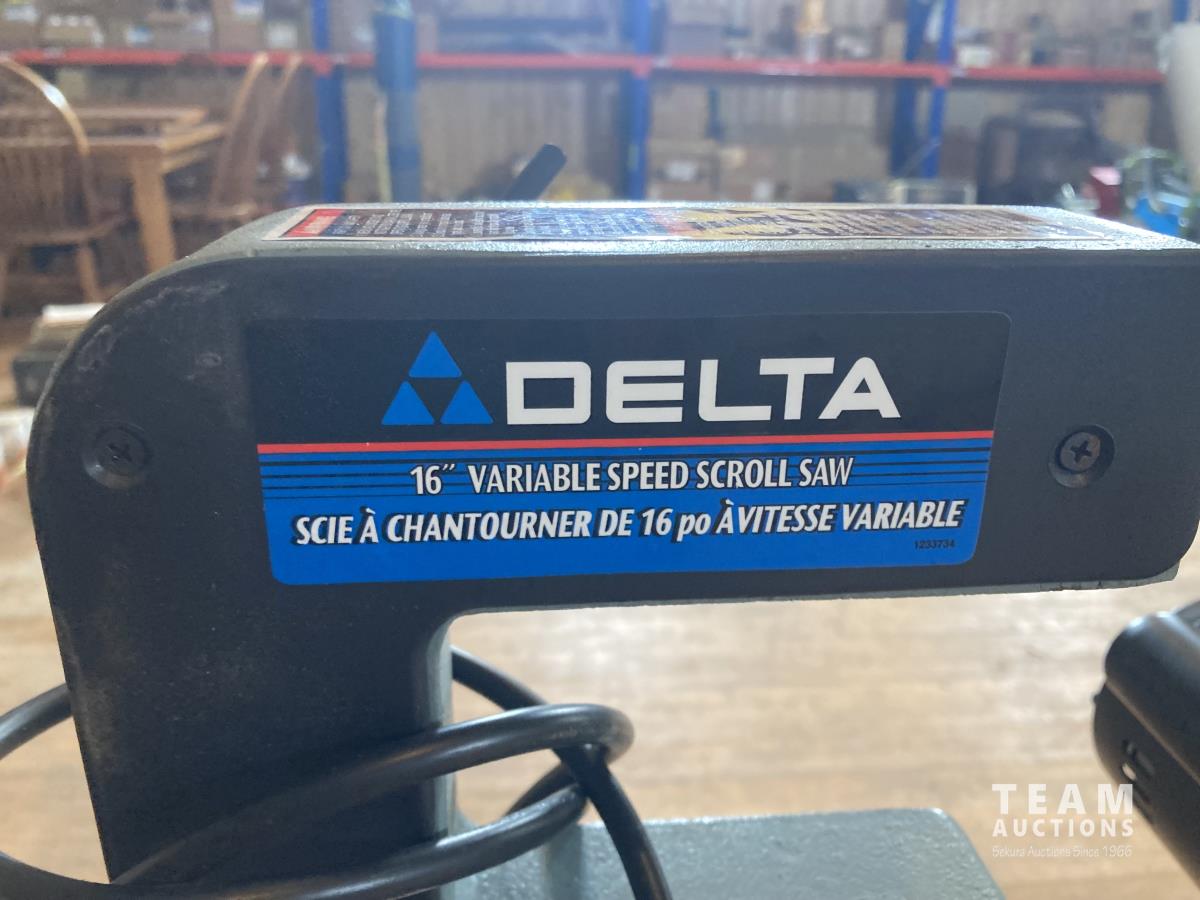 DELTA
16" VARIABLE SPEED SCROLL SAW
SCIE À CHANTOURNER DE 16 po À VITESSE VARIABLE
1233734
TEAM
AUCTIONS
Sekura Auctions Since 1966